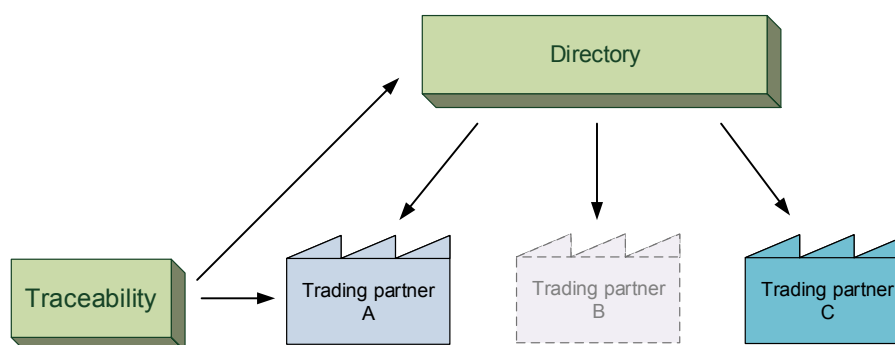 Directory
Traceability
Trading partner
A
Trading partner
B
Trading partner
C